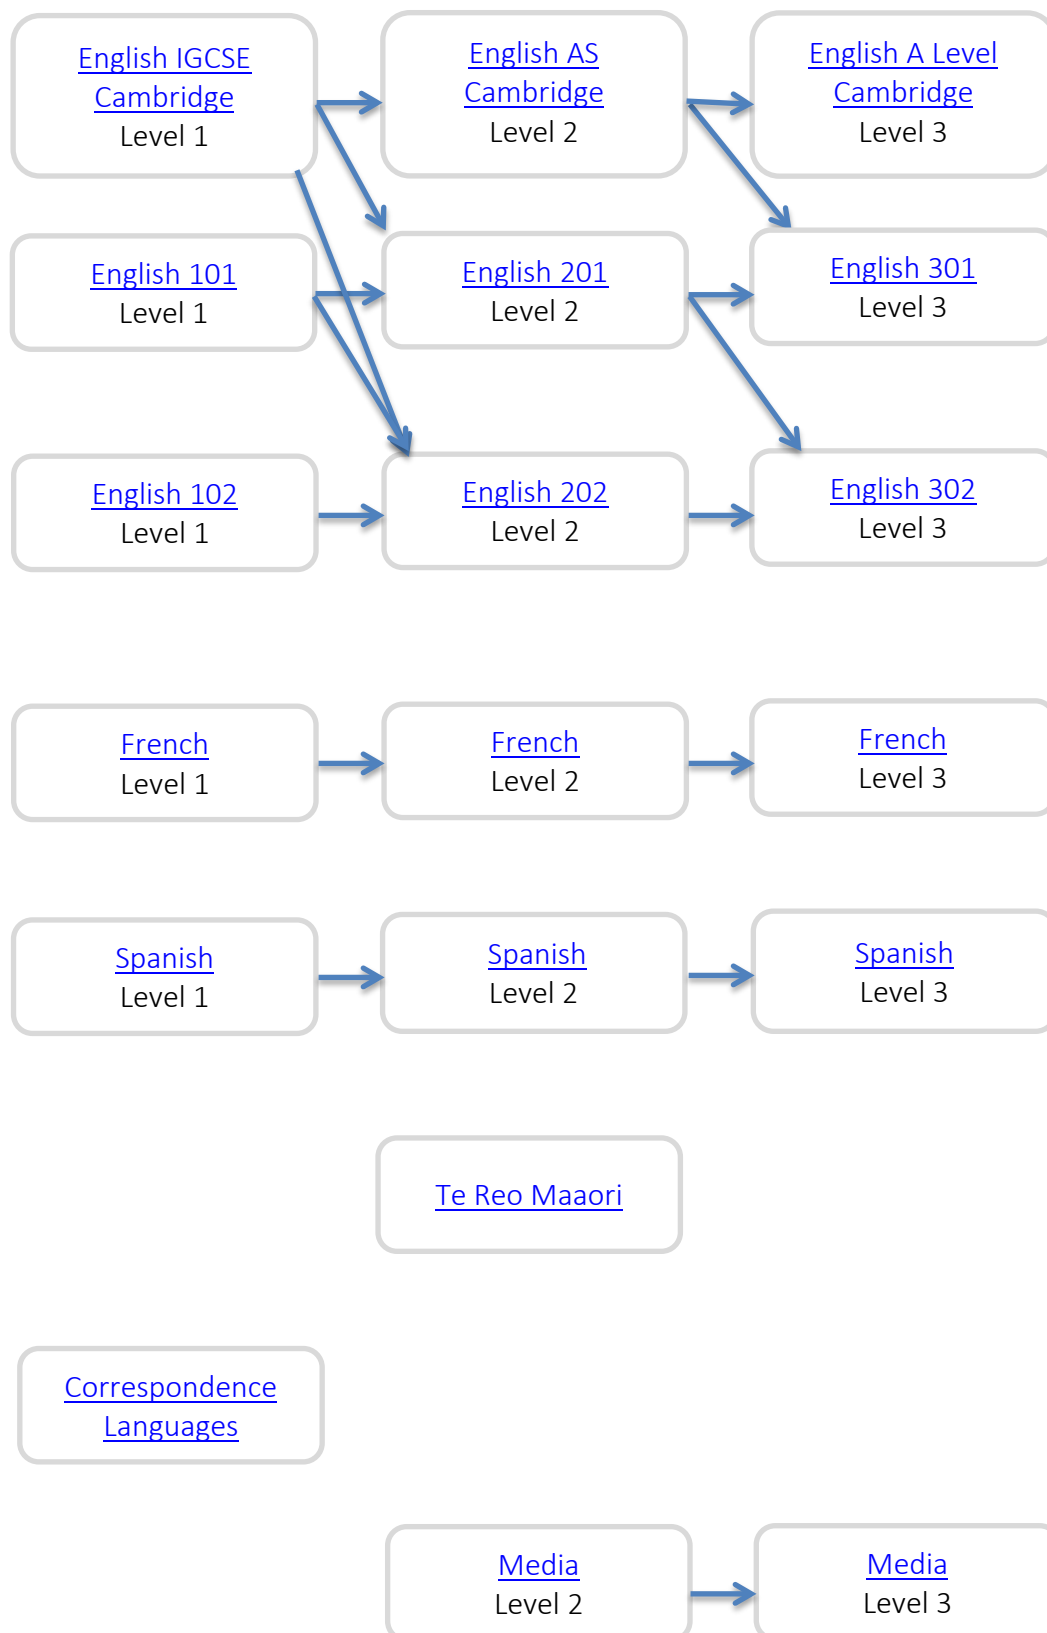 English IGCSE
Cambridge
Level 1
English AS
Cambridge
Level 2
English A Level
Cambridge
Level 3
English 101
Level 1
English 201
Level 2
English 301
Level 3
English 102
Level 1
English 202
Level 2
English 302
Level 3
French
Level 1
French
Level 2
French
Level 3
Spanish
Level 1
Spanish
Level 2
Spanish
Level 3
Te Reo Maaori
Correspondence
Languages
Media
Level 2
Media
Level 3